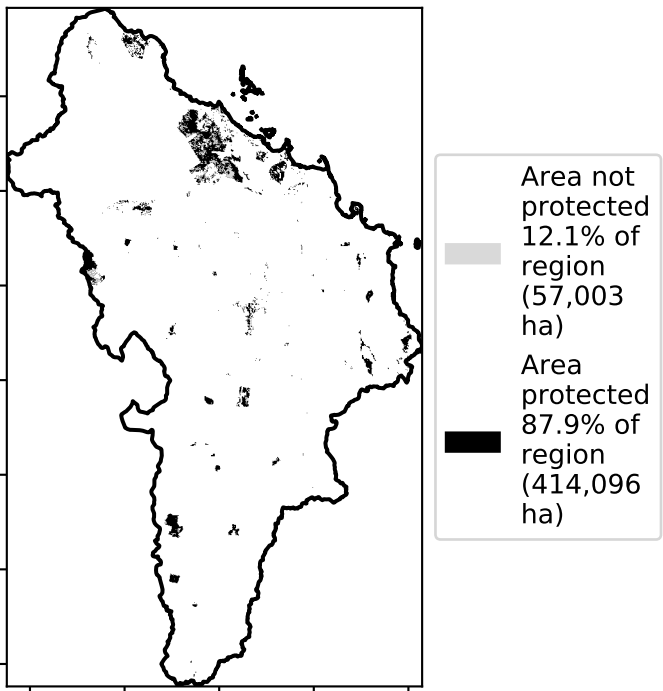 Area not
protected
12.1% of
region
(57,003
ha)
Area
protected
87.9% of
region
(414,096
ha)